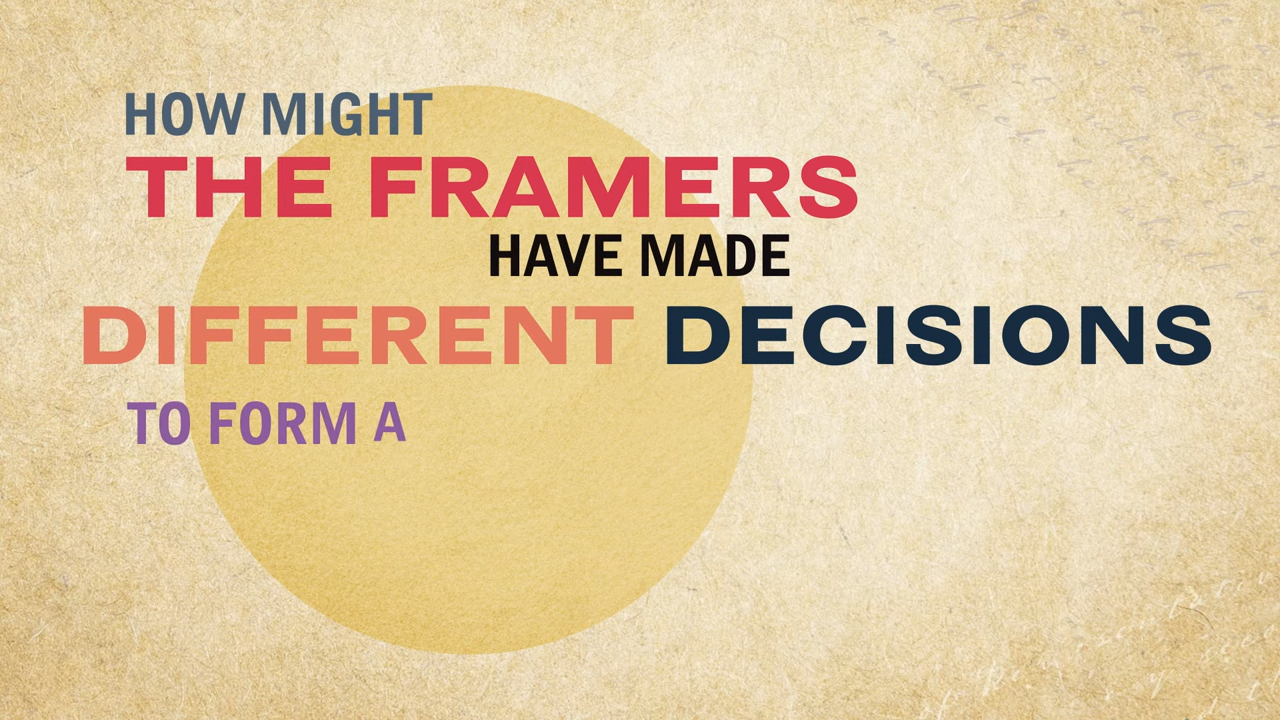 HOW MIGHT
THE FRAMERS
HAVE MADE
DIFFERENT DECISIONS
TO FORM A